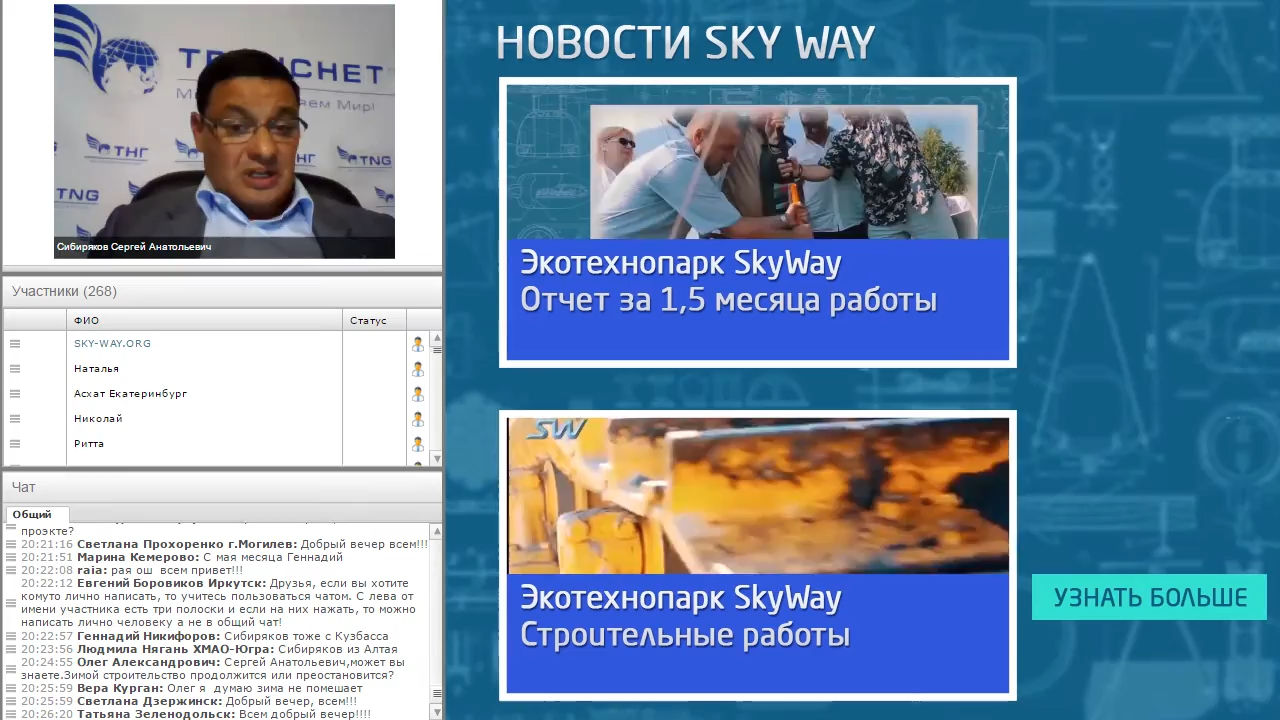 ТНГ
НГ
TNG
TNG
Сибиряков Сергей Анатольевич
Участники (268)
ФИО
Статус
SKY-WAY.ORG
Наталья
Асхат Екатеринбург
Николай
Ритта
Чат
Общий
проэкте?
20:21:16 Светлана Прохоренко г.Могилев: Добрый вечер всем!!!
20:21:51 Марина Кемерово: С мая месяца Геннадий
20:22:08 raia: рая ош всем привет!!!
20:22:12 Евгений Боровиков Иркутск: Друзья, если вы хотите
комуто лично написать, то учитесь пользоваться чатом. С лева от
имени участника есть три полоски и если на них нажать, то можно
написать лично человеку а не в общий чат!
20:22:57 Геннадий Никифоров: Сибиряков тоже с Кузбасса
20:23:56 Людмила Нягань ХМАО-Югра: Сибиряков из Алтая
20:24:55 Олег Александрович: Сергей Анатольевич,может вы
знаете.Зимой строительство продолжится или преостановится?
20:25:59 Вера Курган: Олег я думаю зима не помешает
20:25:59 Светлана Дзержинск: Добрый вечер, всем!!!
20:26:20 Татьяна Зеленодольск: Всем добрый вечер!!!!
НОВОСТИ SKY WAY
Экотехнопарк SkyWay
Отчет за 1,5 месяца работы
SW
Экотехнопарк SkyWay
Строительные работы
УЗНАТЬ БОЛЬШЕ